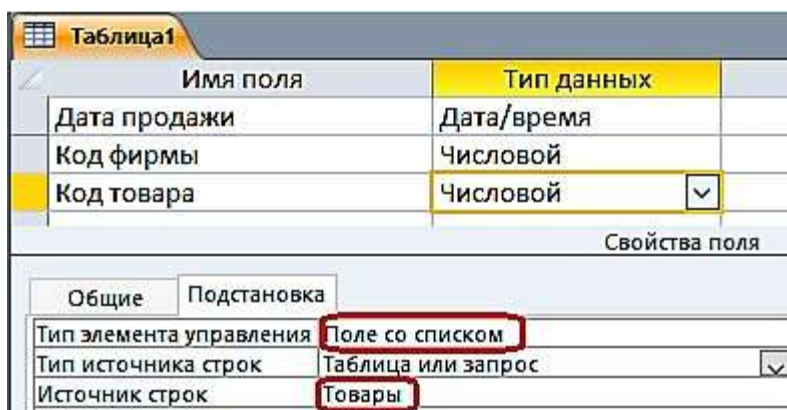 Таблица1
Имя поля Тип данных
Дата продажи Дата/время
Код фирмы Числовой
Код товара Числовой
Свойства поля
Общие Подстановка
Тип элемента управления Поле со списком
Тип источника строк Таблица или запрос
Источник строк Товары